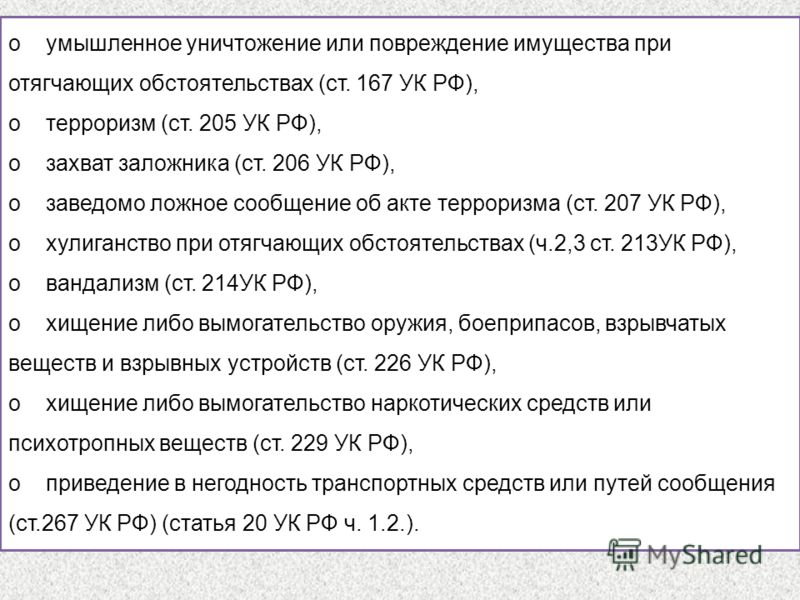 o умышленное уничтожение или повреждение имущества при
отягчающих обстоятельствах (ст. 167 УК РФ),
o терроризм (ст. 205 УК РФ),
o захват заложника (ст. 206 УК РФ),
o заведомо ложное сообщение об акте терроризма (ст. 207 УК РФ),
o хулиганство при отягчающих обстоятельствах (ч.2,3 ст. 213УК РФ),
o вандализм (ст. 214УК РФ),
o хищение либо вымогательство оружия, боеприпасов, взрывчатых
веществ и взрывных устройств (ст. 226 УК РФ),
o хищение либо вымогательство наркотических средств или
психотропных веществ (ст. 229 УК РФ),
o приведение в негодность транспортных средств или путей сообщения
(ст.267 УК РФ) (статья 20 УК РФ ч. 1.2.).
MyShared